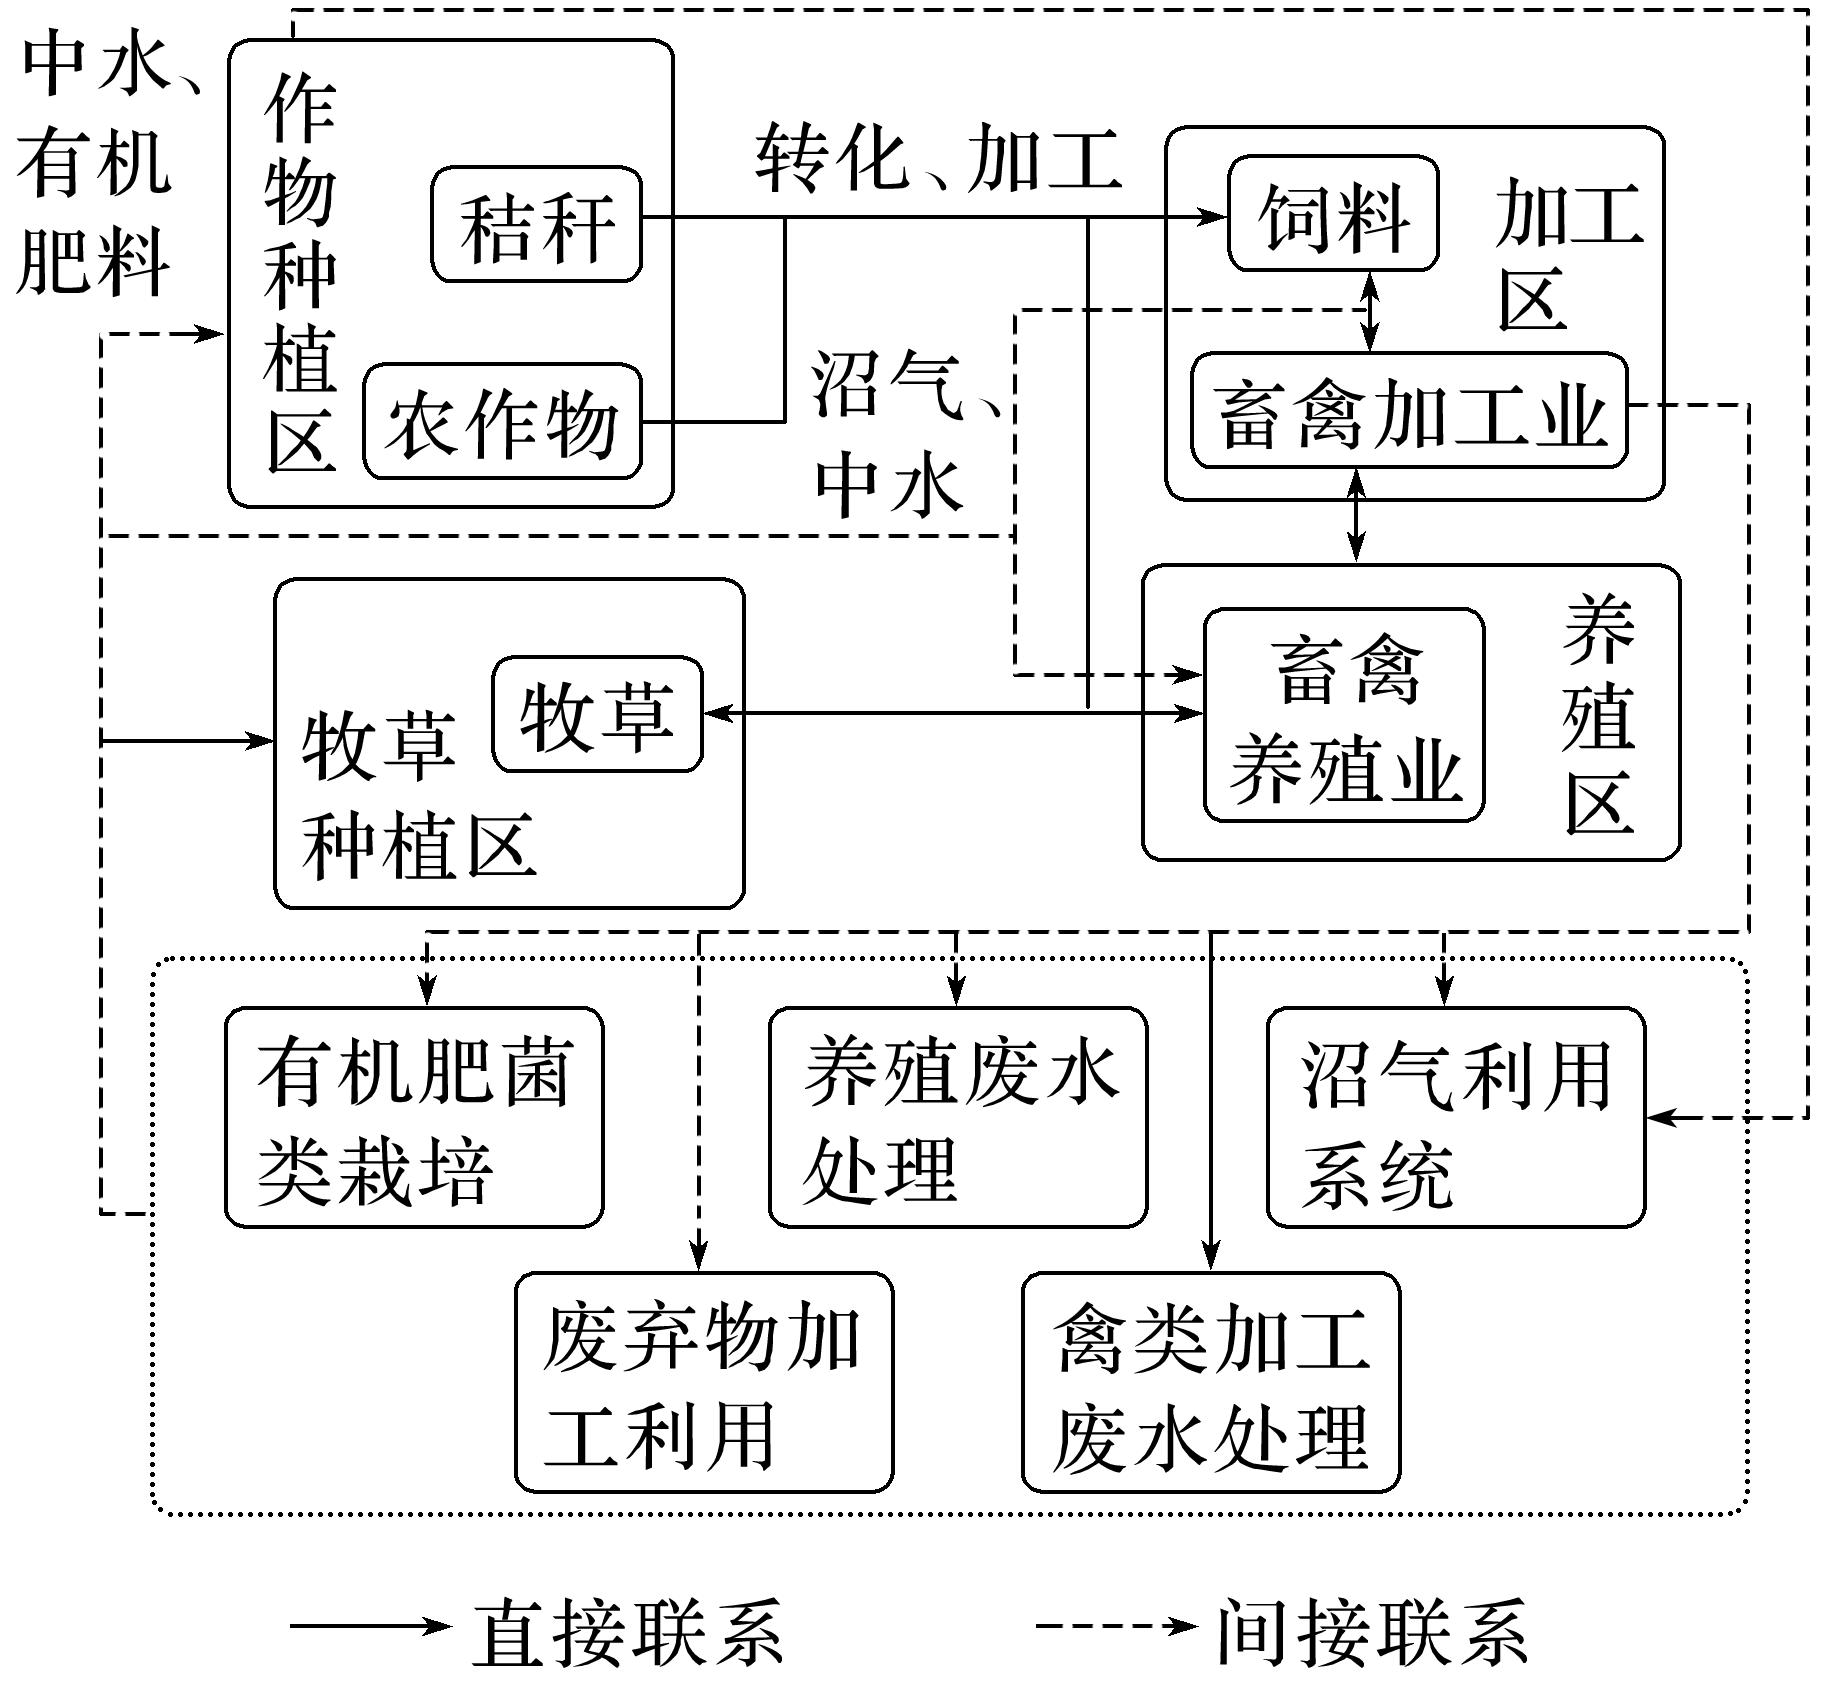 中水、
有机
肥料
作物种植区
秸秆
农作物
转化、加工
饲料
加工
区
畜禽加工业
沼气、
中水
牧草
牧草
种植区
畜禽
养殖业
养殖区
有机肥菌
类栽培
养殖废水
处理
沼气利用
系统
废弃物加
工利用
禽类加工
废水处理
直接联系
间接联系